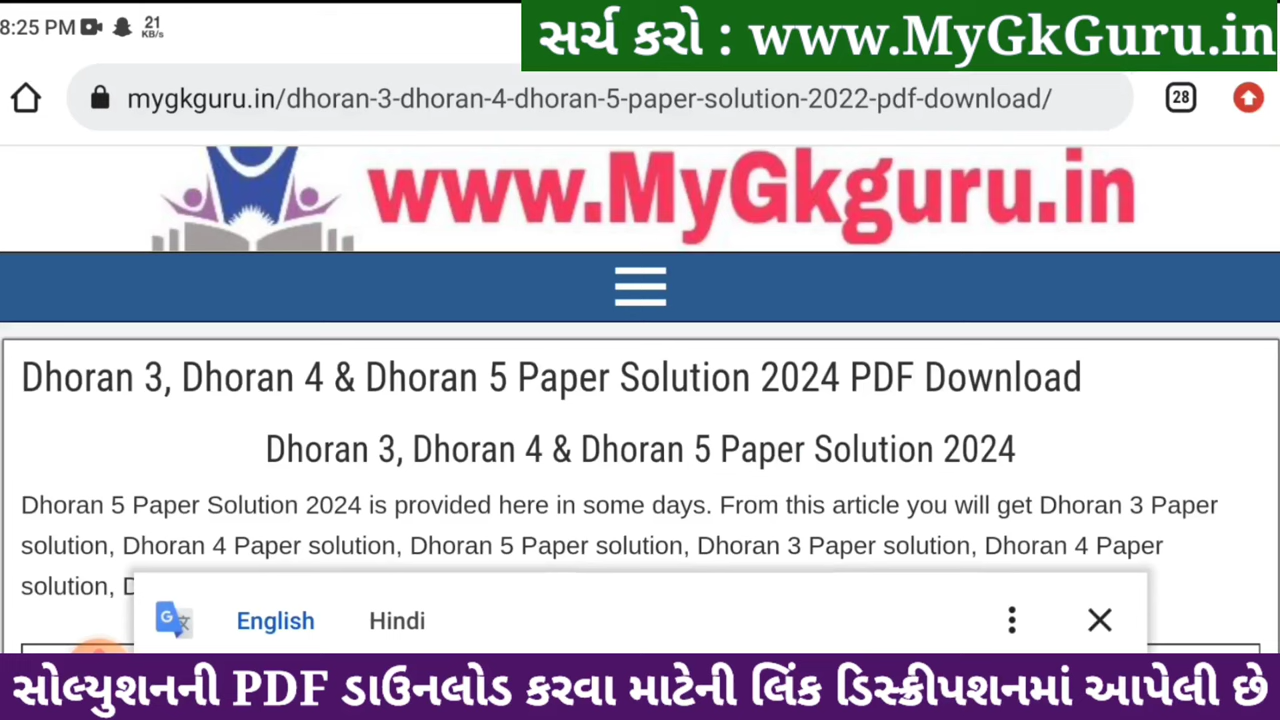 સર્ચ કરો : www.MyGkGuru.in
8:25 PM 21 KB/s
mygkguru.in/dhoran-3-dhoran-4-dhoran-5-paper-solution-2022-pdf-download/ 28
www.MyGkguru.in
Dhoran 3, Dhoran 4 & Dhoran 5 Paper Solution 2024 PDF Download
Dhoran 3, Dhoran 4 & Dhoran 5 Paper Solution 2024
Dhoran 5 Paper Solution 2024 is provided here in some days. From this article you will get Dhoran 3 Paper
solution, Dhoran 4 Paper solution, Dhoran 5 Paper solution, Dhoran 3 Paper solution, Dhoran 4 Paper
solution,
English Hindi
સોલ્યુશનની PDF ડાઉનલોડ કરવા માટેની લિંક ડિસ્ક્રીપશનમાં આપેલી છે